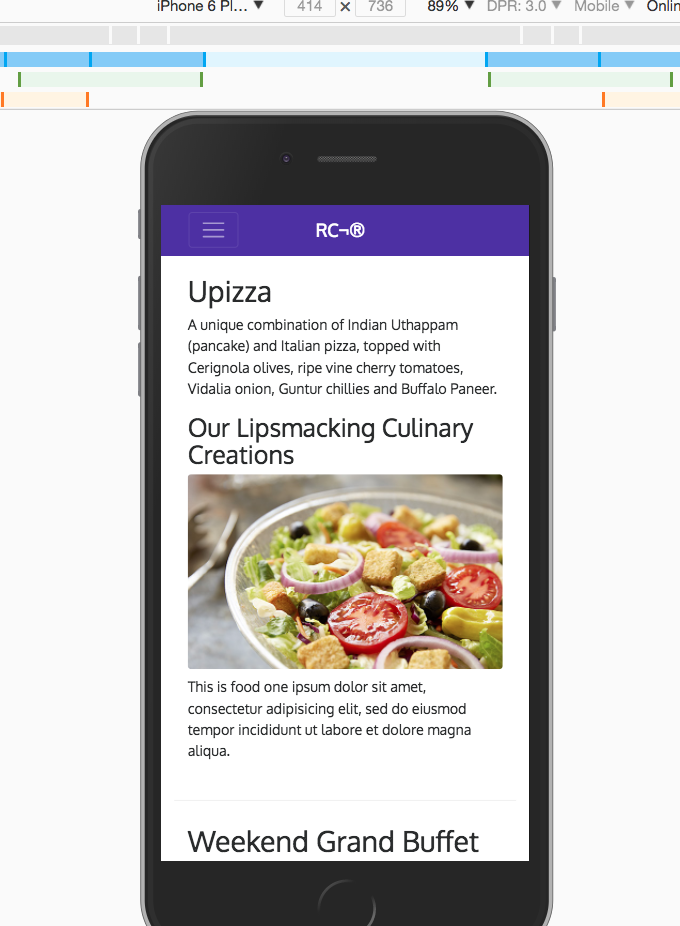 iPhone 6 Pl… ▼ 414 × 736 89% ▼ DPR: 3.0 ▼ Mobile ▼ Onlin
RC¬®
Upizza
A unique combination of Indian Uthappam
(pancake) and Italian pizza, topped with
Cerignola olives, ripe vine cherry tomatoes,
Vidalia onion, Guntur chillies and Buffalo Paneer.
Our Lipsmacking Culinary
Creations
This is food one ipsum dolor sit amet,
consectetur adipisicing elit, sed do eiusmod
tempor incididunt ut labore et dolore magna
aliqua.
Weekend Grand Buffet